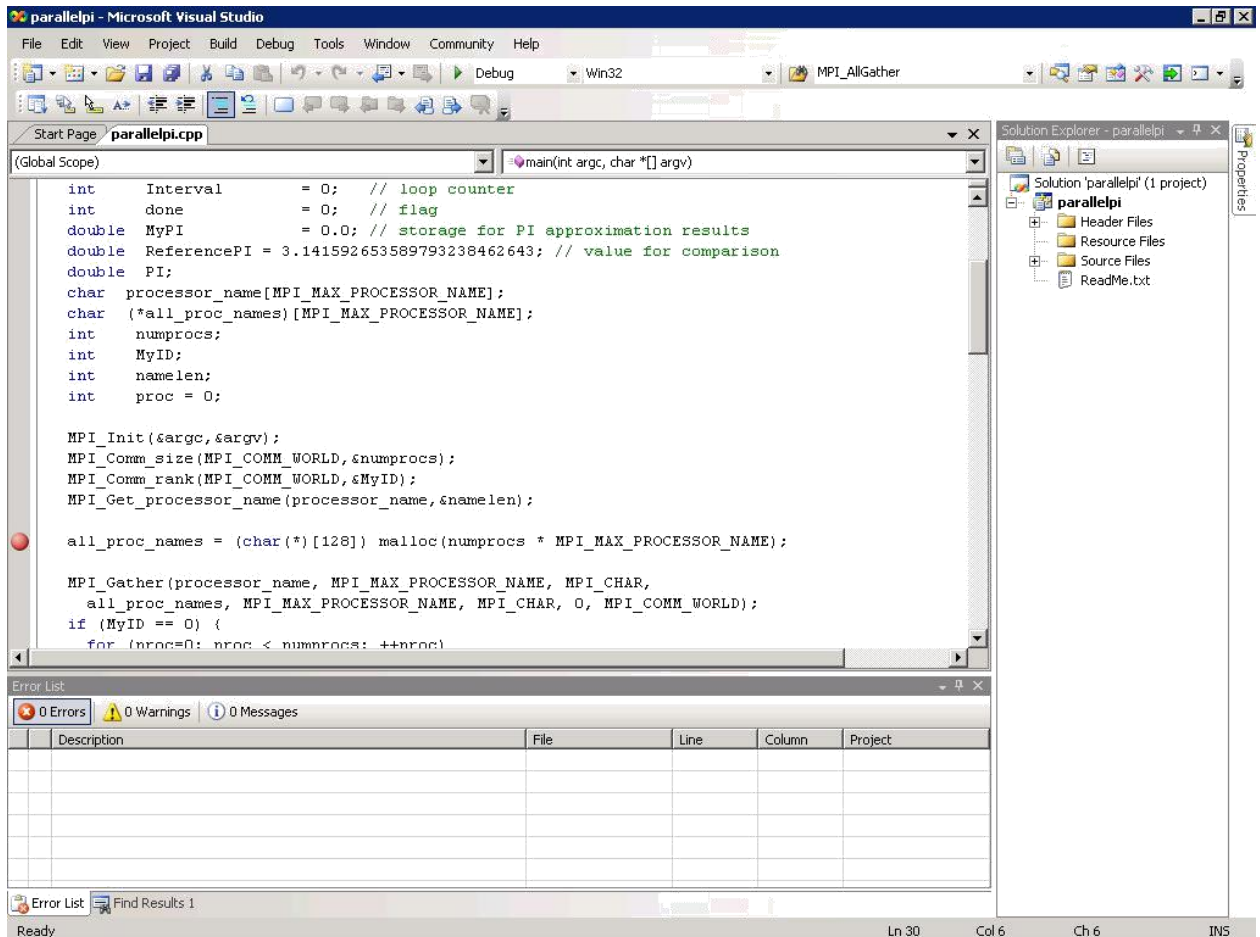 parallelpi - Microsoft Visual Studio
File Edit View Project Build Debug Tools Window Community Help
Debug Win32 MPI_AllGather
Start Page parallelpi.cpp
(Global Scope) main(int argc, char *[] argv)
int Interval = 0; // loop counter
int done = 0; // flag
double MyPI = 0.0; // storage for PI approximation results
double ReferencePI = 3.141592653589793238462643; // value for comparison
double PI;
char processor_name[MPI_MAX_PROCESSOR_NAME];
char (*all_proc_names)[MPI_MAX_PROCESSOR_NAME];
int numprocs;
int MyID;
int namelen;
int proc = 0;
MPI_Init(&argc,&argv);
MPI_Comm_size(MPI_COMM_WORLD,&numprocs);
MPI_Comm_rank(MPI_COMM_WORLD,&MyID);
MPI_Get_processor_name(processor_name,&namelen);
all_proc_names = (char(*)[128]) malloc(numprocs * MPI_MAX_PROCESSOR_NAME);
MPI_Gather(processor_name, MPI_MAX_PROCESSOR_NAME, MPI_CHAR,
all_proc_names, MPI_MAX_PROCESSOR_NAME, MPI_CHAR, 0, MPI_COMM_WORLD);
if (MyID == 0) {
for (proc=0; proc < numprocs; ++proc)
Solution Explorer - parallelpi
Solution 'parallelpi' (1 project)
parallelpi
Header Files
Resource Files
Source Files
ReadMe.txt
Properties
Error List
0 Errors 0 Warnings 0 Messages
Description File Line Column Project
Error List Find Results 1
Ready Ln 30 Col 6 Ch 6 INS